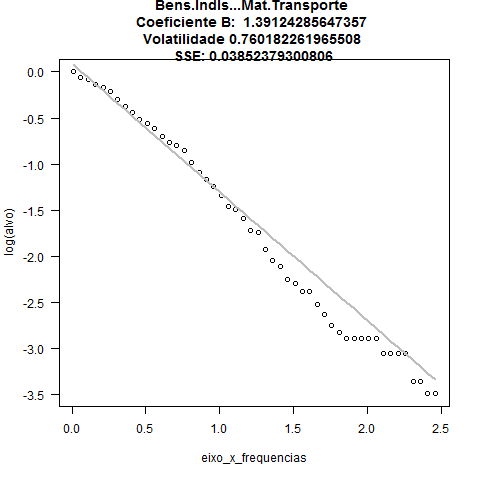 Bens.Indis...Mat.Transporte
Coeficiente B:  1.39124285647357
Volatilidade 0.760182261965508
SSE: 0.03852379300806
0.0
-0.5
-1.0
-1.5
-2.0
-2.5
-3.0
-3.5
log(alvo)
0.0 0.5 1.0 1.5 2.0 2.5
eixo_x_frequencias